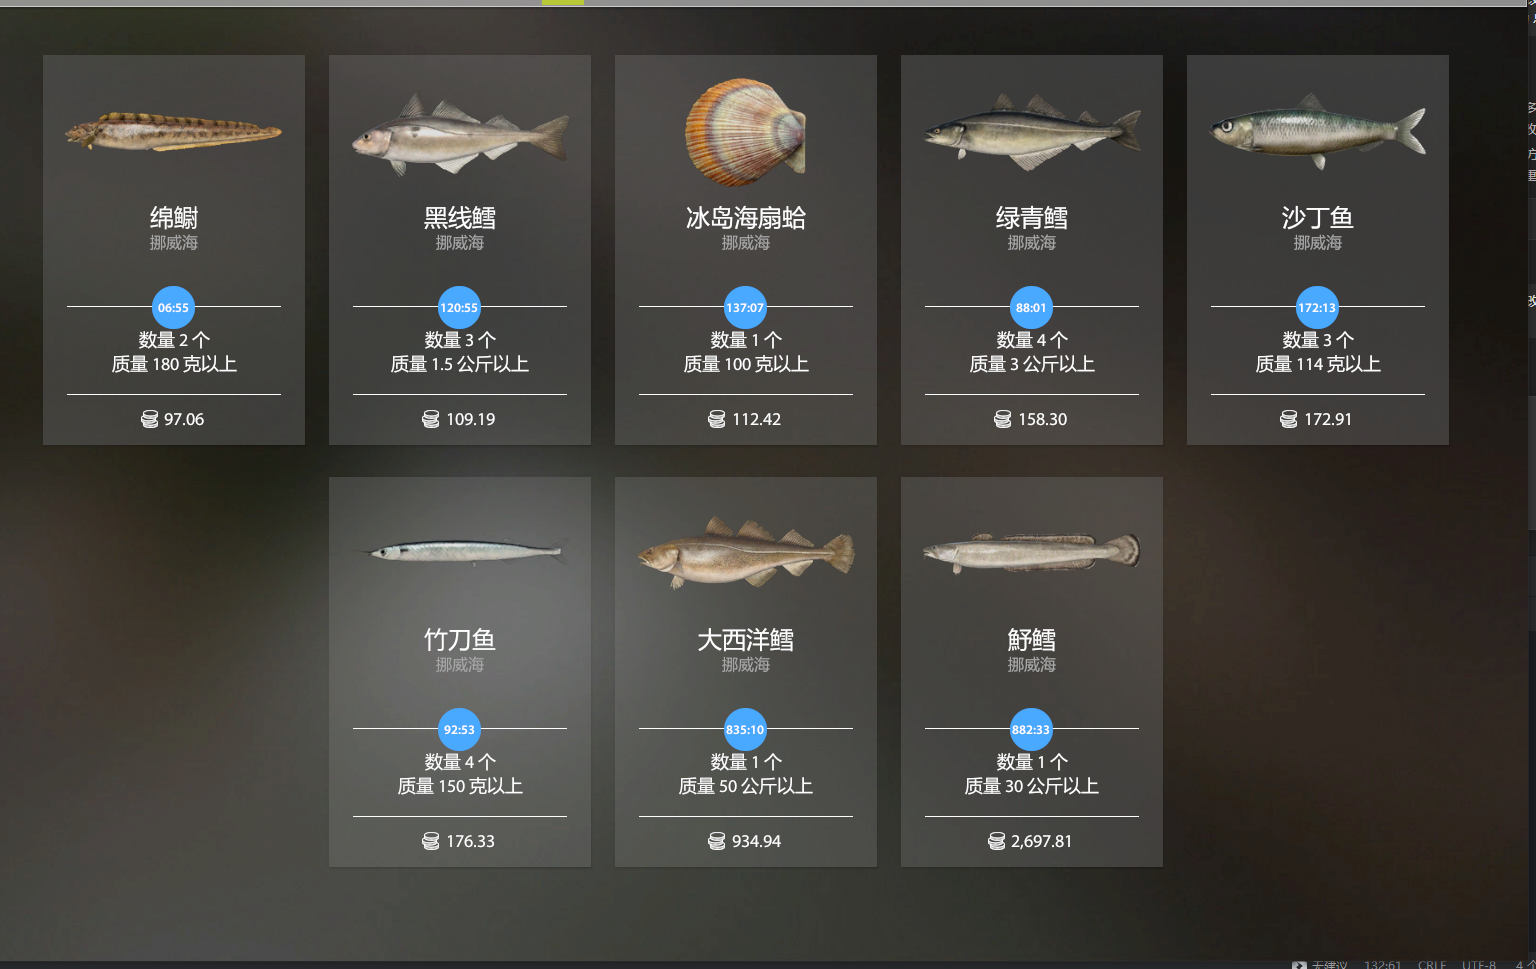 绵鳚
挪威海
06:55
数量 2 个
质量 180 克以上
97.06
黑线鳕
挪威海
120:55
数量 3 个
质量 1.5 公斤以上
109.19
冰岛海扇蛤
挪威海
137:07
数量 1 个
质量 100 克以上
112.42
绿青鳕
挪威海
88:01
数量 4 个
质量 3 公斤以上
158.30
沙丁鱼
挪威海
172:13
数量 3 个
质量 114 克以上
172.91
竹刀鱼
挪威海
92:53
数量 4 个
质量 150 克以上
176.33
大西洋鳕
挪威海
835:10
数量 1 个
质量 50 公斤以上
934.94
魣鳕
挪威海
882:33
数量 1 个
质量 30 公斤以上
2,697.81
无建议 132:61 CRLF UTF-8 4